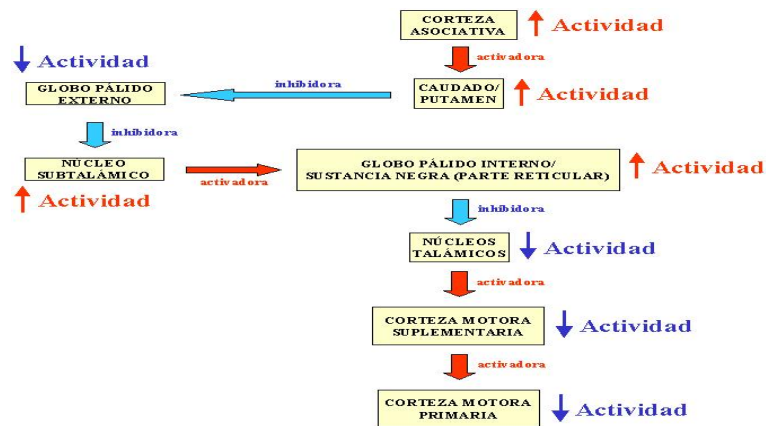 CORTEZA
ASOCIATIVA
Actividad
activadora
Actividad
GLOBO PÁLIDO
EXTERNO
inhibidora
CAUDADO/
PUTAMEN
Actividad
inhibidora
NÚCLEO
SUBTALÁMICO
Actividad
activadora
GLOBO PÁLIDO INTERNO/
SUSTANCIA NEGRA (PARTE RETICULAR)
Actividad
inhibidora
NÚCLEOS
TALÁMICOS
Actividad
activadora
CORTEZA MOTORA
SUPLEMENTARIA
Actividad
activadora
CORTEZA MOTORA
PRIMARIA
Actividad